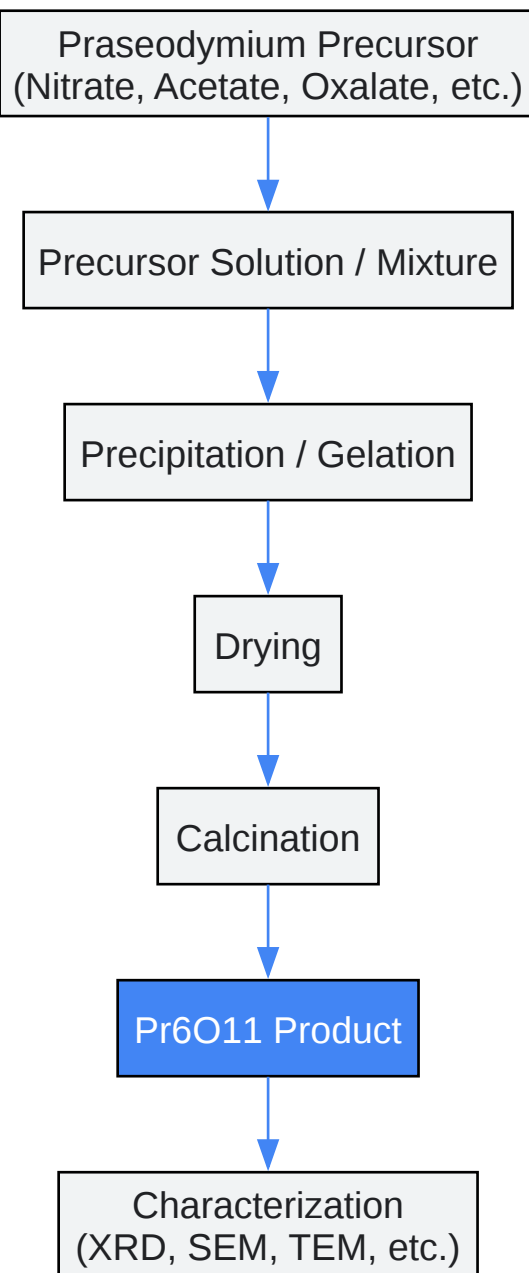 Praseodymium Precursor
(Nitrate, Acetate, Oxalate, etc.)
Precursor Solution / Mixture
Precipitation / Gelation
Drying
Calcination
Pr6O11 Product
Characterization
(XRD, SEM, TEM, etc.)